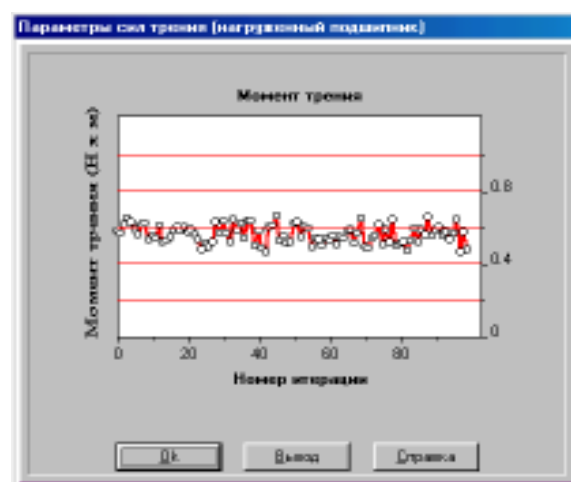 Параметры сил трения (нагруженный подшипник)
Момент трения
Момент трения (Н х м)
0.8
0.4
0
0 20 40 60 80
Номер итерации
Ok Вывод Справка